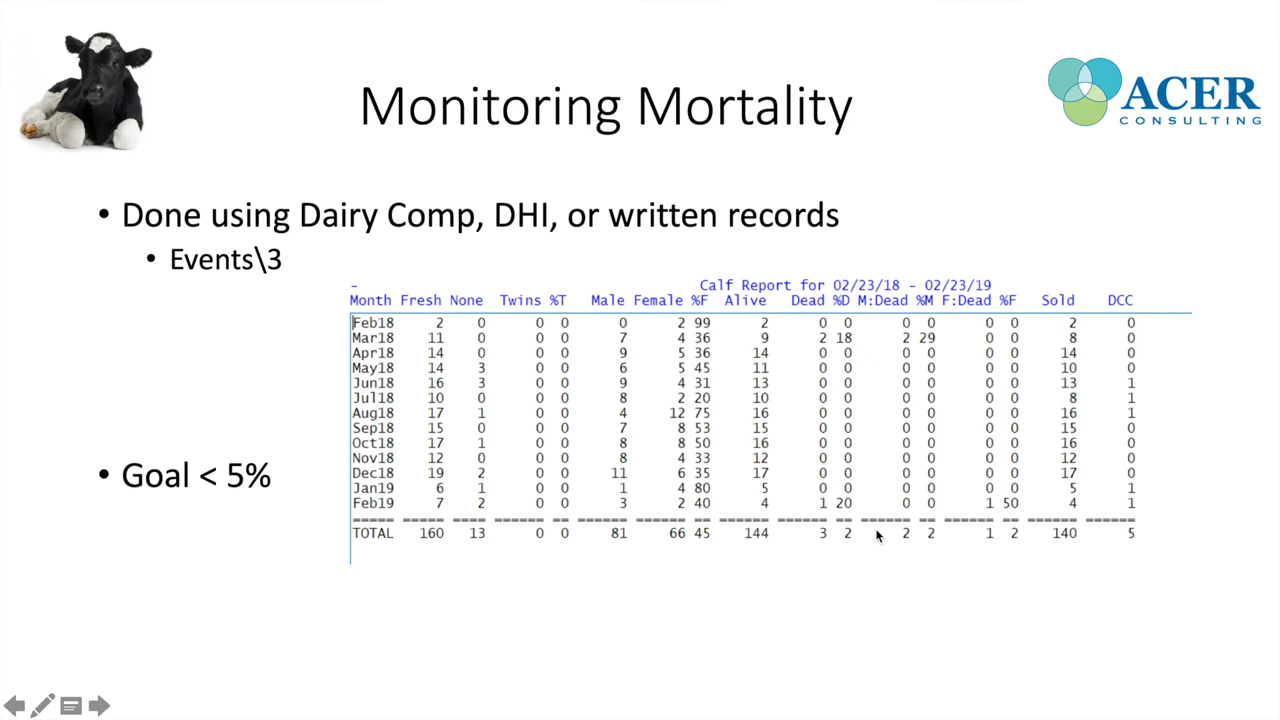 Monitoring Mortality
ACER
CONSULTING
• Done using Dairy Comp, DHI, or written records
• Events\3
- Calf Report for 02/23/18 - 02/23/19
Month Fresh None Twins %T Male Female %F Alive Dead %D M:Dead %M F:Dead %F Sold DCC
Feb18 2 0 0 0 0 2 99 2 0 0 0 0 0 0 2 0
Mar18 11 0 0 0 7 4 36 9 2 18 2 29 0 0 8 0
Apr18 14 0 0 0 9 5 36 14 0 0 0 0 0 0 14 0
May18 14 3 0 0 6 5 45 11 0 0 0 0 0 0 10 0
Jun18 16 3 0 0 9 4 31 13 0 0 0 0 0 0 13 1
Jul18 10 0 0 0 8 2 20 10 0 0 0 0 0 0 8 1
Aug18 17 1 0 0 4 12 75 16 0 0 0 0 0 0 16 1
Sep18 15 0 0 0 7 8 53 15 0 0 0 0 0 0 15 0
Oct18 17 1 0 0 8 8 50 16 0 0 0 0 0 0 16 0
Nov18 12 0 0 0 8 4 33 12 0 0 0 0 0 0 12 0
Dec18 19 2 0 0 11 6 35 17 0 0 0 0 0 0 17 0
Jan19 6 1 0 0 1 4 80 5 0 0 0 0 0 0 5 1
Feb19 7 2 0 0 3 2 40 4 1 20 0 0 1 50 4 1
===== ===== ==== ====== == ====== ====== == ====== ====== == ====== == ====== == ====== ======
TOTAL 160 13 0 0 81 66 45 144 3 2 2 2 1 2 140 5
• Goal < 5%